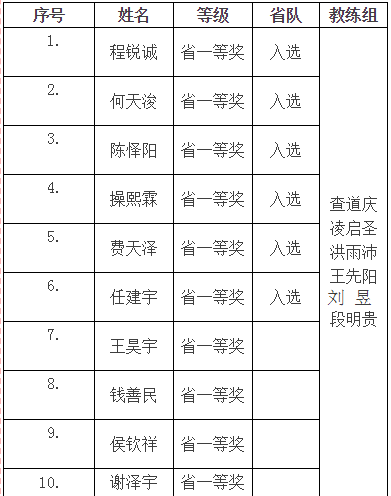 序号 姓名 等级 省队 教练组
1. 程锐诚 省一等奖 入选
2. 何天浚 省一等奖 入选
3. 陈怿阳 省一等奖 入选
4. 操熙霖 省一等奖 入选
5. 费天泽 省一等奖 入选
6. 任建宇 省一等奖 入选
7. 王昊宇 省一等奖
8. 钱善民 省一等奖
9. 侯钦祥 省一等奖
10. 谢泽宇 省一等奖
查道庆
凌启圣
洪雨沛
王先阳
刘 昱
段明贵